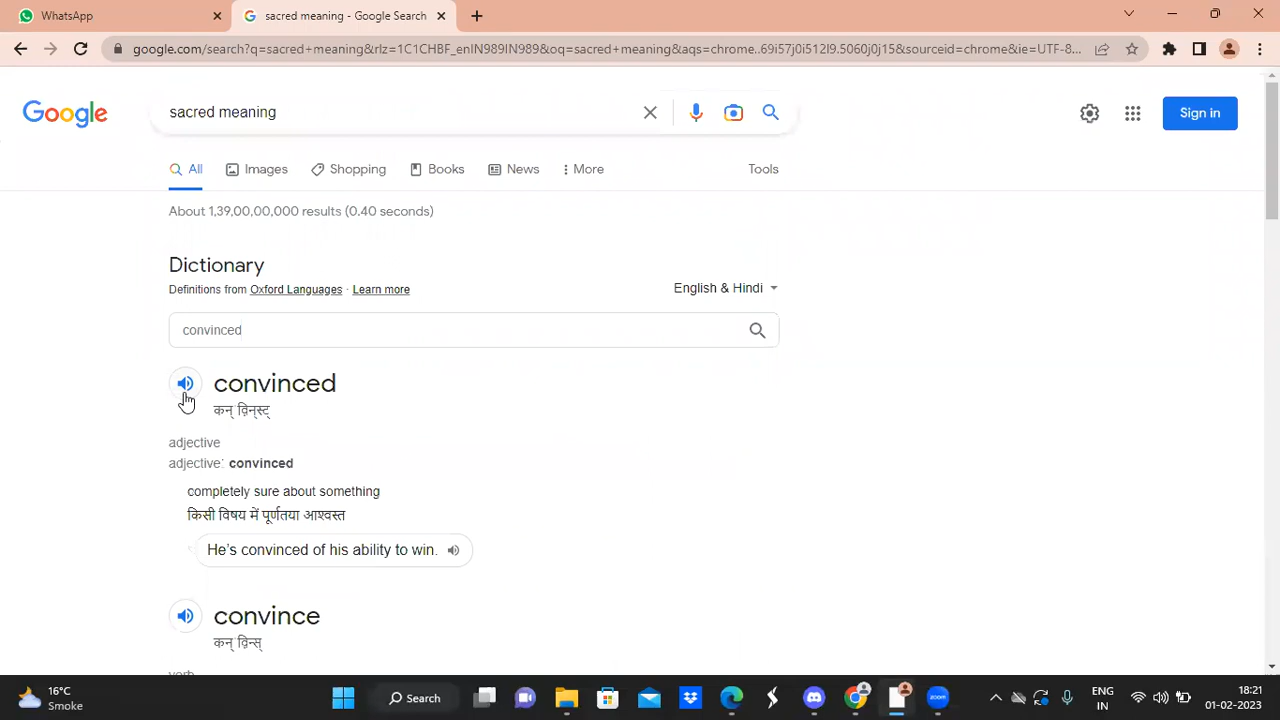 WhatsApp
sacred meaning - Google Search
google.com/search?q=sacred+meaning&rlz=1C1CHBF_enIN989IN989&oq=sacred+meaning&aqs=chrome..69i57j0i512l9.5060j0j15&sourceid=chrome&ie=UTF-8...
Google
sacred meaning
Sign in
All
Images
Shopping
Books
News
More
Tools
About 1,39,00,00,000 results (0.40 seconds)
Dictionary
Definitions from Oxford Languages · Learn more
English & Hindi
convinced
convinced
कन् व़िन्स्ट्
adjective
adjective: convinced
completely sure about something
किसी विषय में पूर्णतया आश्वस्त
He's convinced of his ability to win.
convince
कन् व़िन्स्
verb
16°C
Smoke
Search
ENG
IN
18:21
01-02-2023